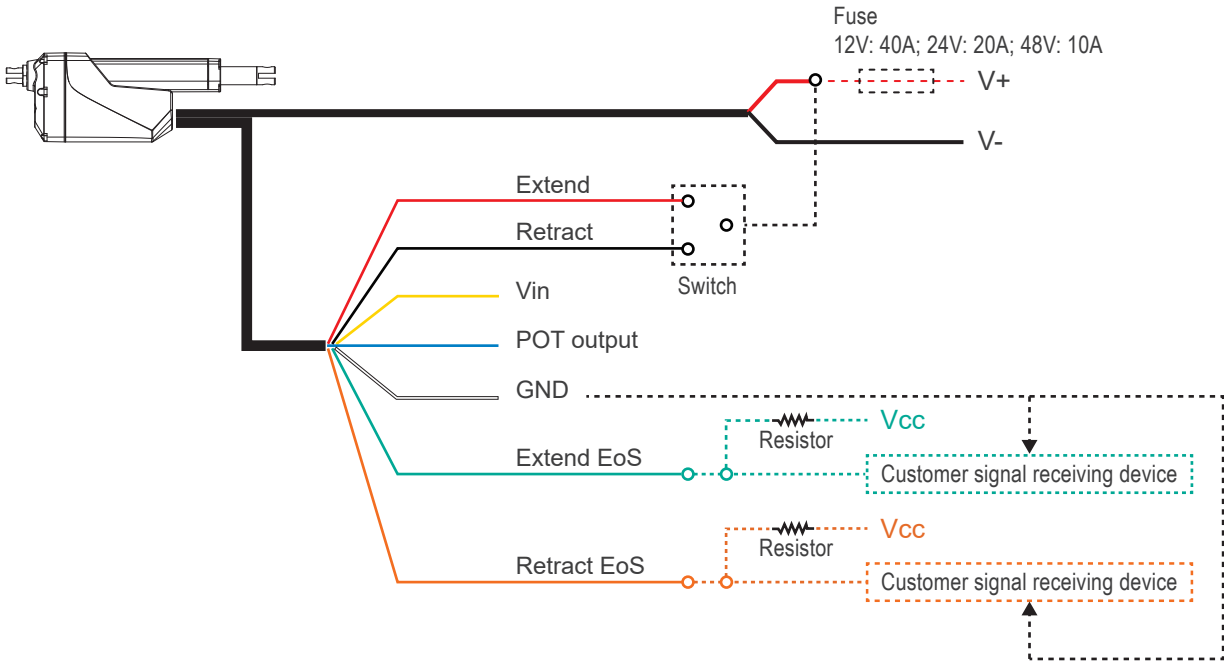 Fuse
12V: 40A; 24V: 20A; 48V: 10A
V+
V-
Extend
Retract
Switch
Vin
POT output
GND
Vcc
Resistor
Extend EoS
Customer signal receiving device
Vcc
Resistor
Retract EoS
Customer signal receiving device